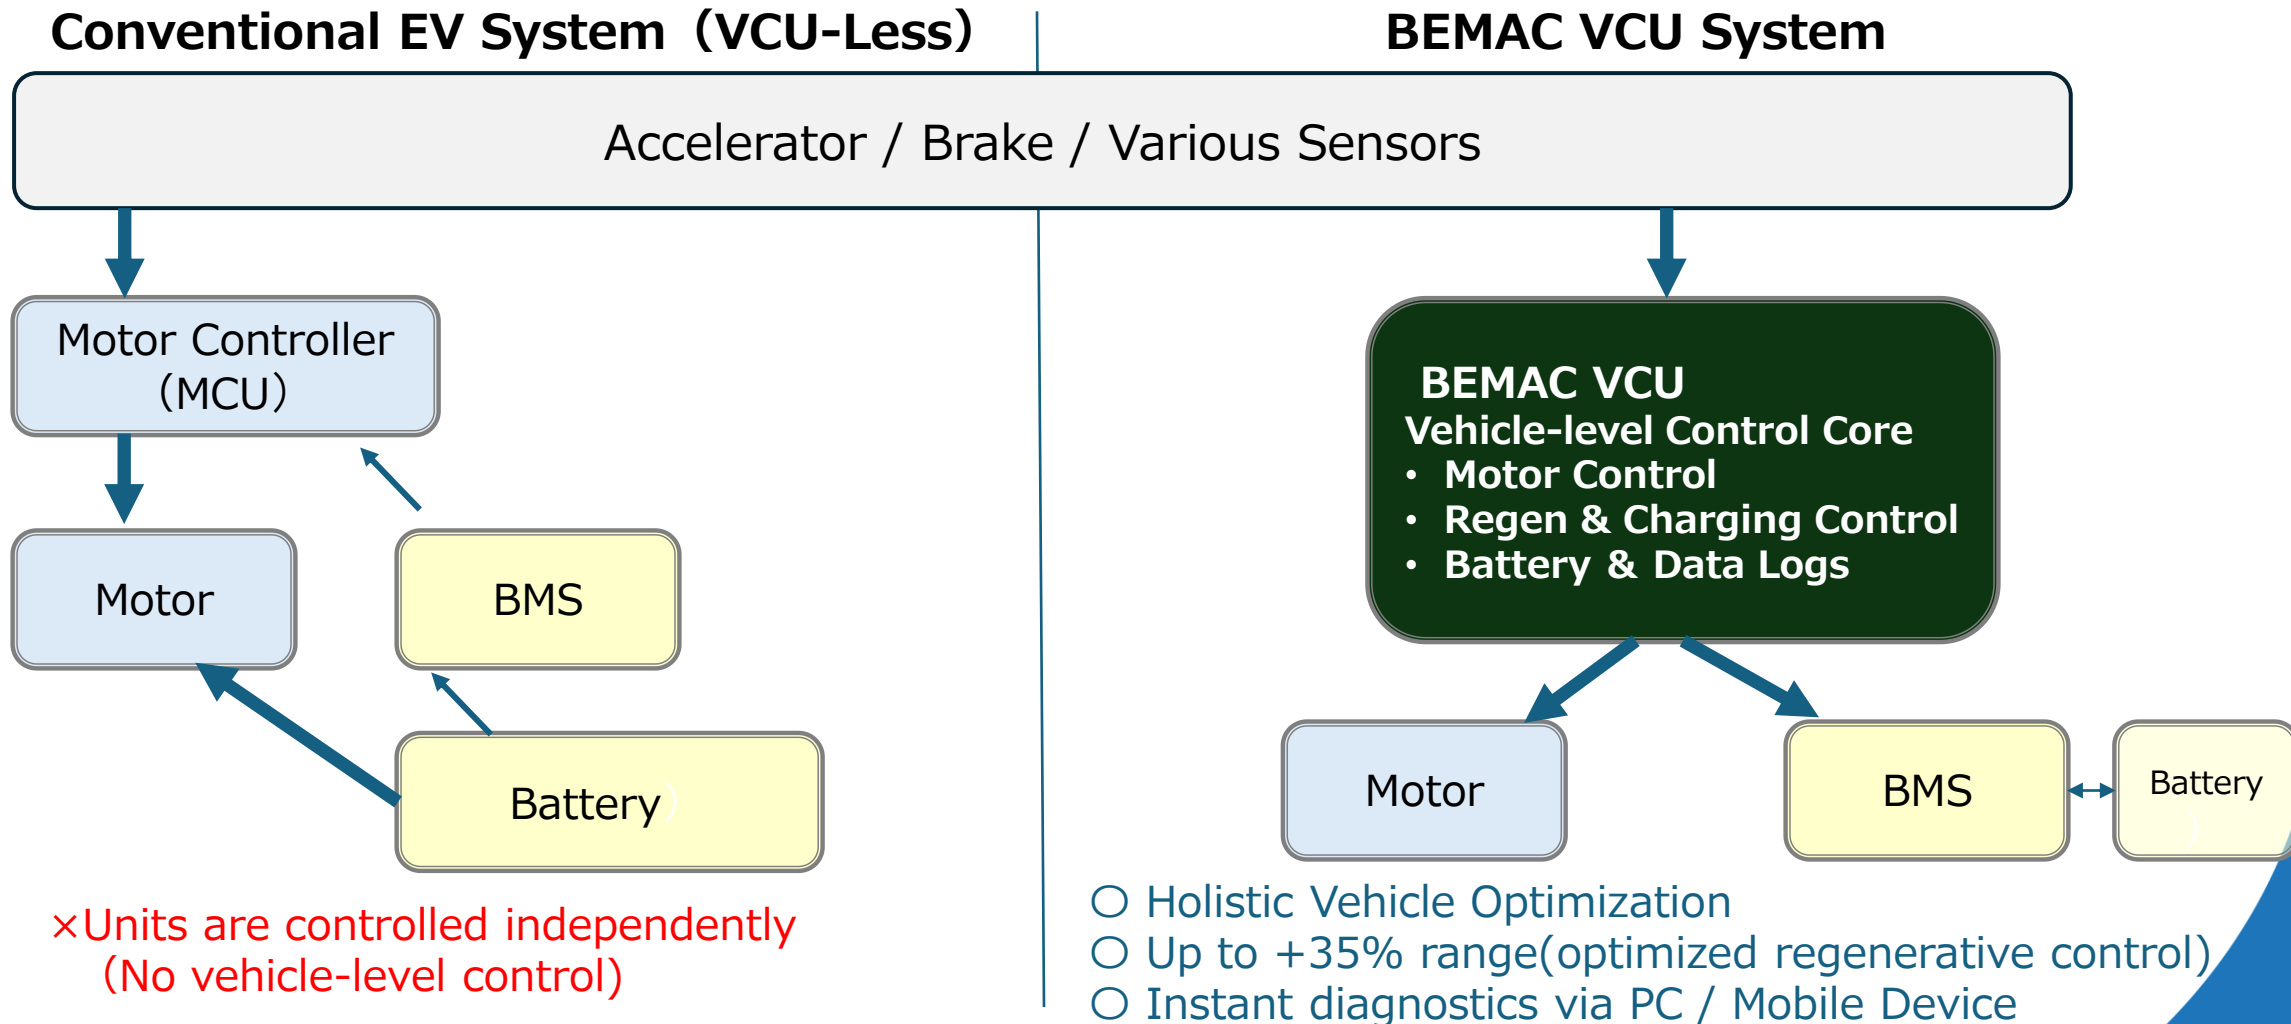 Conventional EV System（VCU-Less）
BEMAC VCU System
Accelerator / Brake / Various Sensors
Motor Controller
（MCU）
Motor
BMS
Battery）
×Units are controlled independently
（No vehicle-level control)
BEMAC VCU
Vehicle-level Control Core
• Motor Control
• Regen & Charging Control
• Battery & Data Logs
Motor
BMS
Battery
）
〇 Holistic Vehicle Optimization
〇 Up to +35% range(optimized regenerative control)
〇 Instant diagnostics via PC / Mobile Device